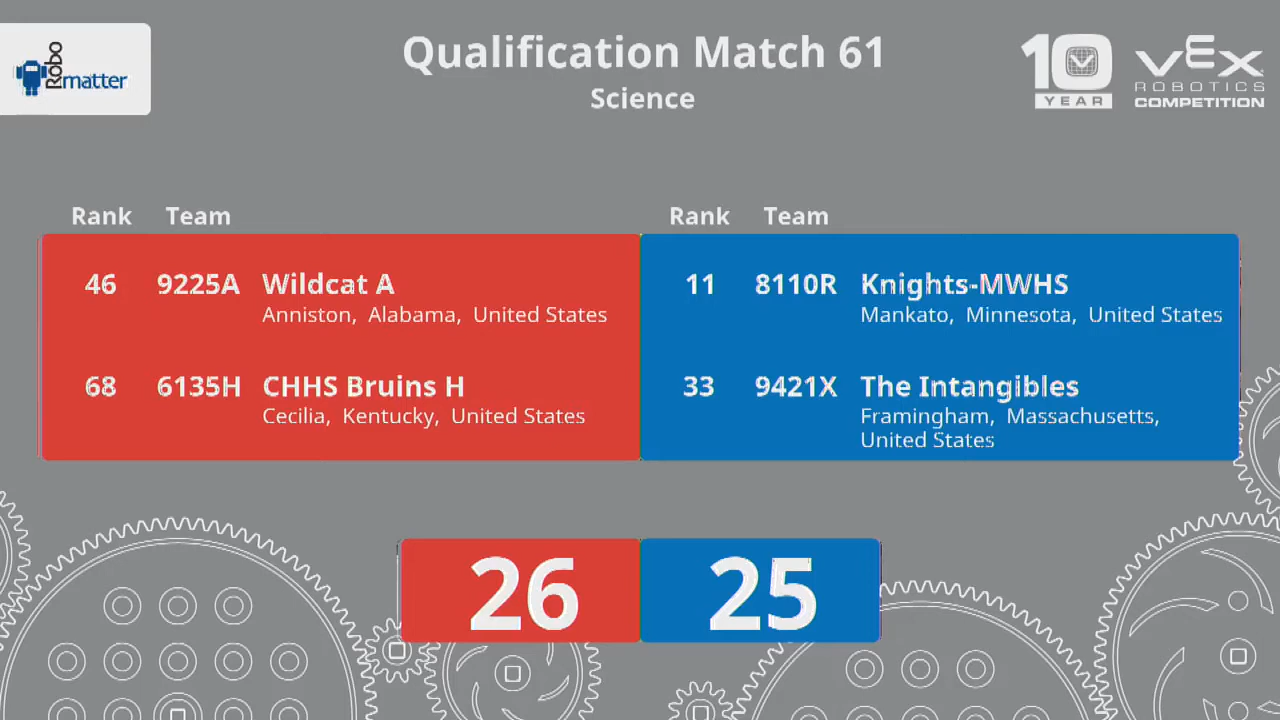 Robo
matter
Qualification Match 61
Science
10
YEAR
VEX
ROBOTICS
COMPETITION
Rank Team
46 9225A Wildcat A
Anniston, Alabama, United States
68 6135H CHHS Bruins H
Cecilia, Kentucky, United States
Rank Team
11 8110R Knights-MWHS
Mankato, Minnesota, United States
33 9421X The Intangibles
Framingham, Massachusetts,
United States
26 25